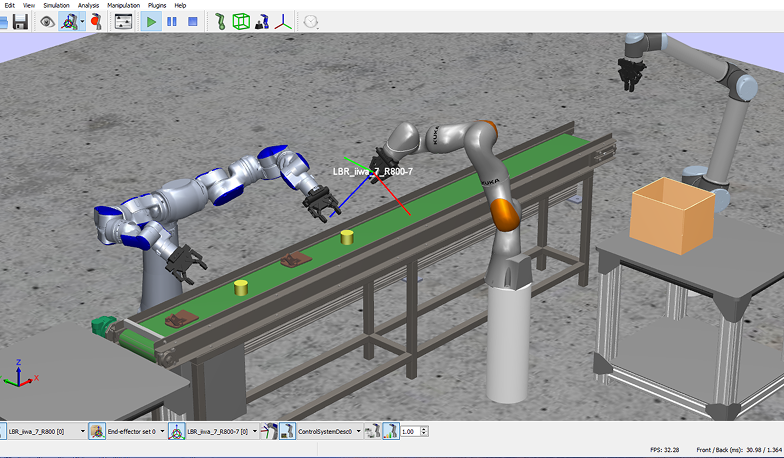 Edit View Simulation Analysis Manipulation Plugins Help
LBR_iiwa_7_R800-7
KUKA
KUKA
Z
X
LBR_iiwa_7_R800 [0] End-effector set 0 LBR_iiwa_7_R800-7 [0] ControlSystemDesc0 1.00
FPS: 32.28 Front / Back (ms): 30.98 / 1.364